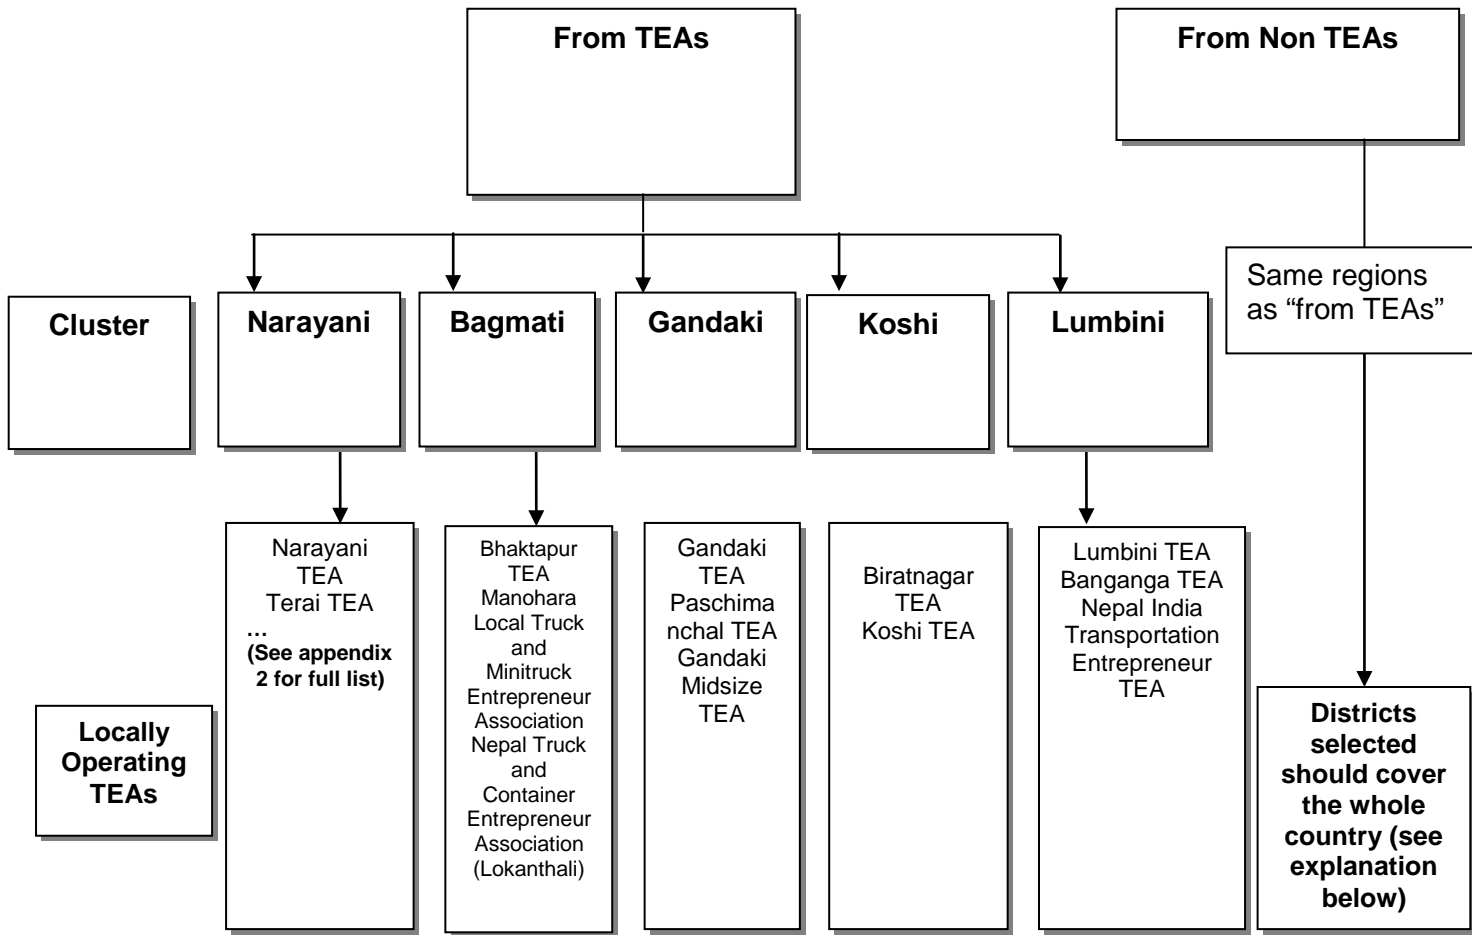 From TEAs
From Non TEAs
Same regions
as “from TEAs”
Cluster
Narayani
Bagmati
Gandaki
Koshi
Lumbini
Locally
Operating
TEAs
Narayani
TEA
Terai TEA
...
(See appendix
2 for full list)
Bhaktapur
TEA
Manohara
Local Truck
and
Minitruck
Entrepreneur
Association
Nepal Truck
and
Container
Entrepreneur
Association
(Lokanthali)
Gandaki
TEA
Paschima
nchal TEA
Gandaki
Midsize
TEA
Biratnagar
TEA
Koshi TEA
Lumbini TEA
Banganga TEA
Nepal India
Transportation
Entrepreneur
TEA
Districts
selected
should cover
the whole
country (see
explanation
below)